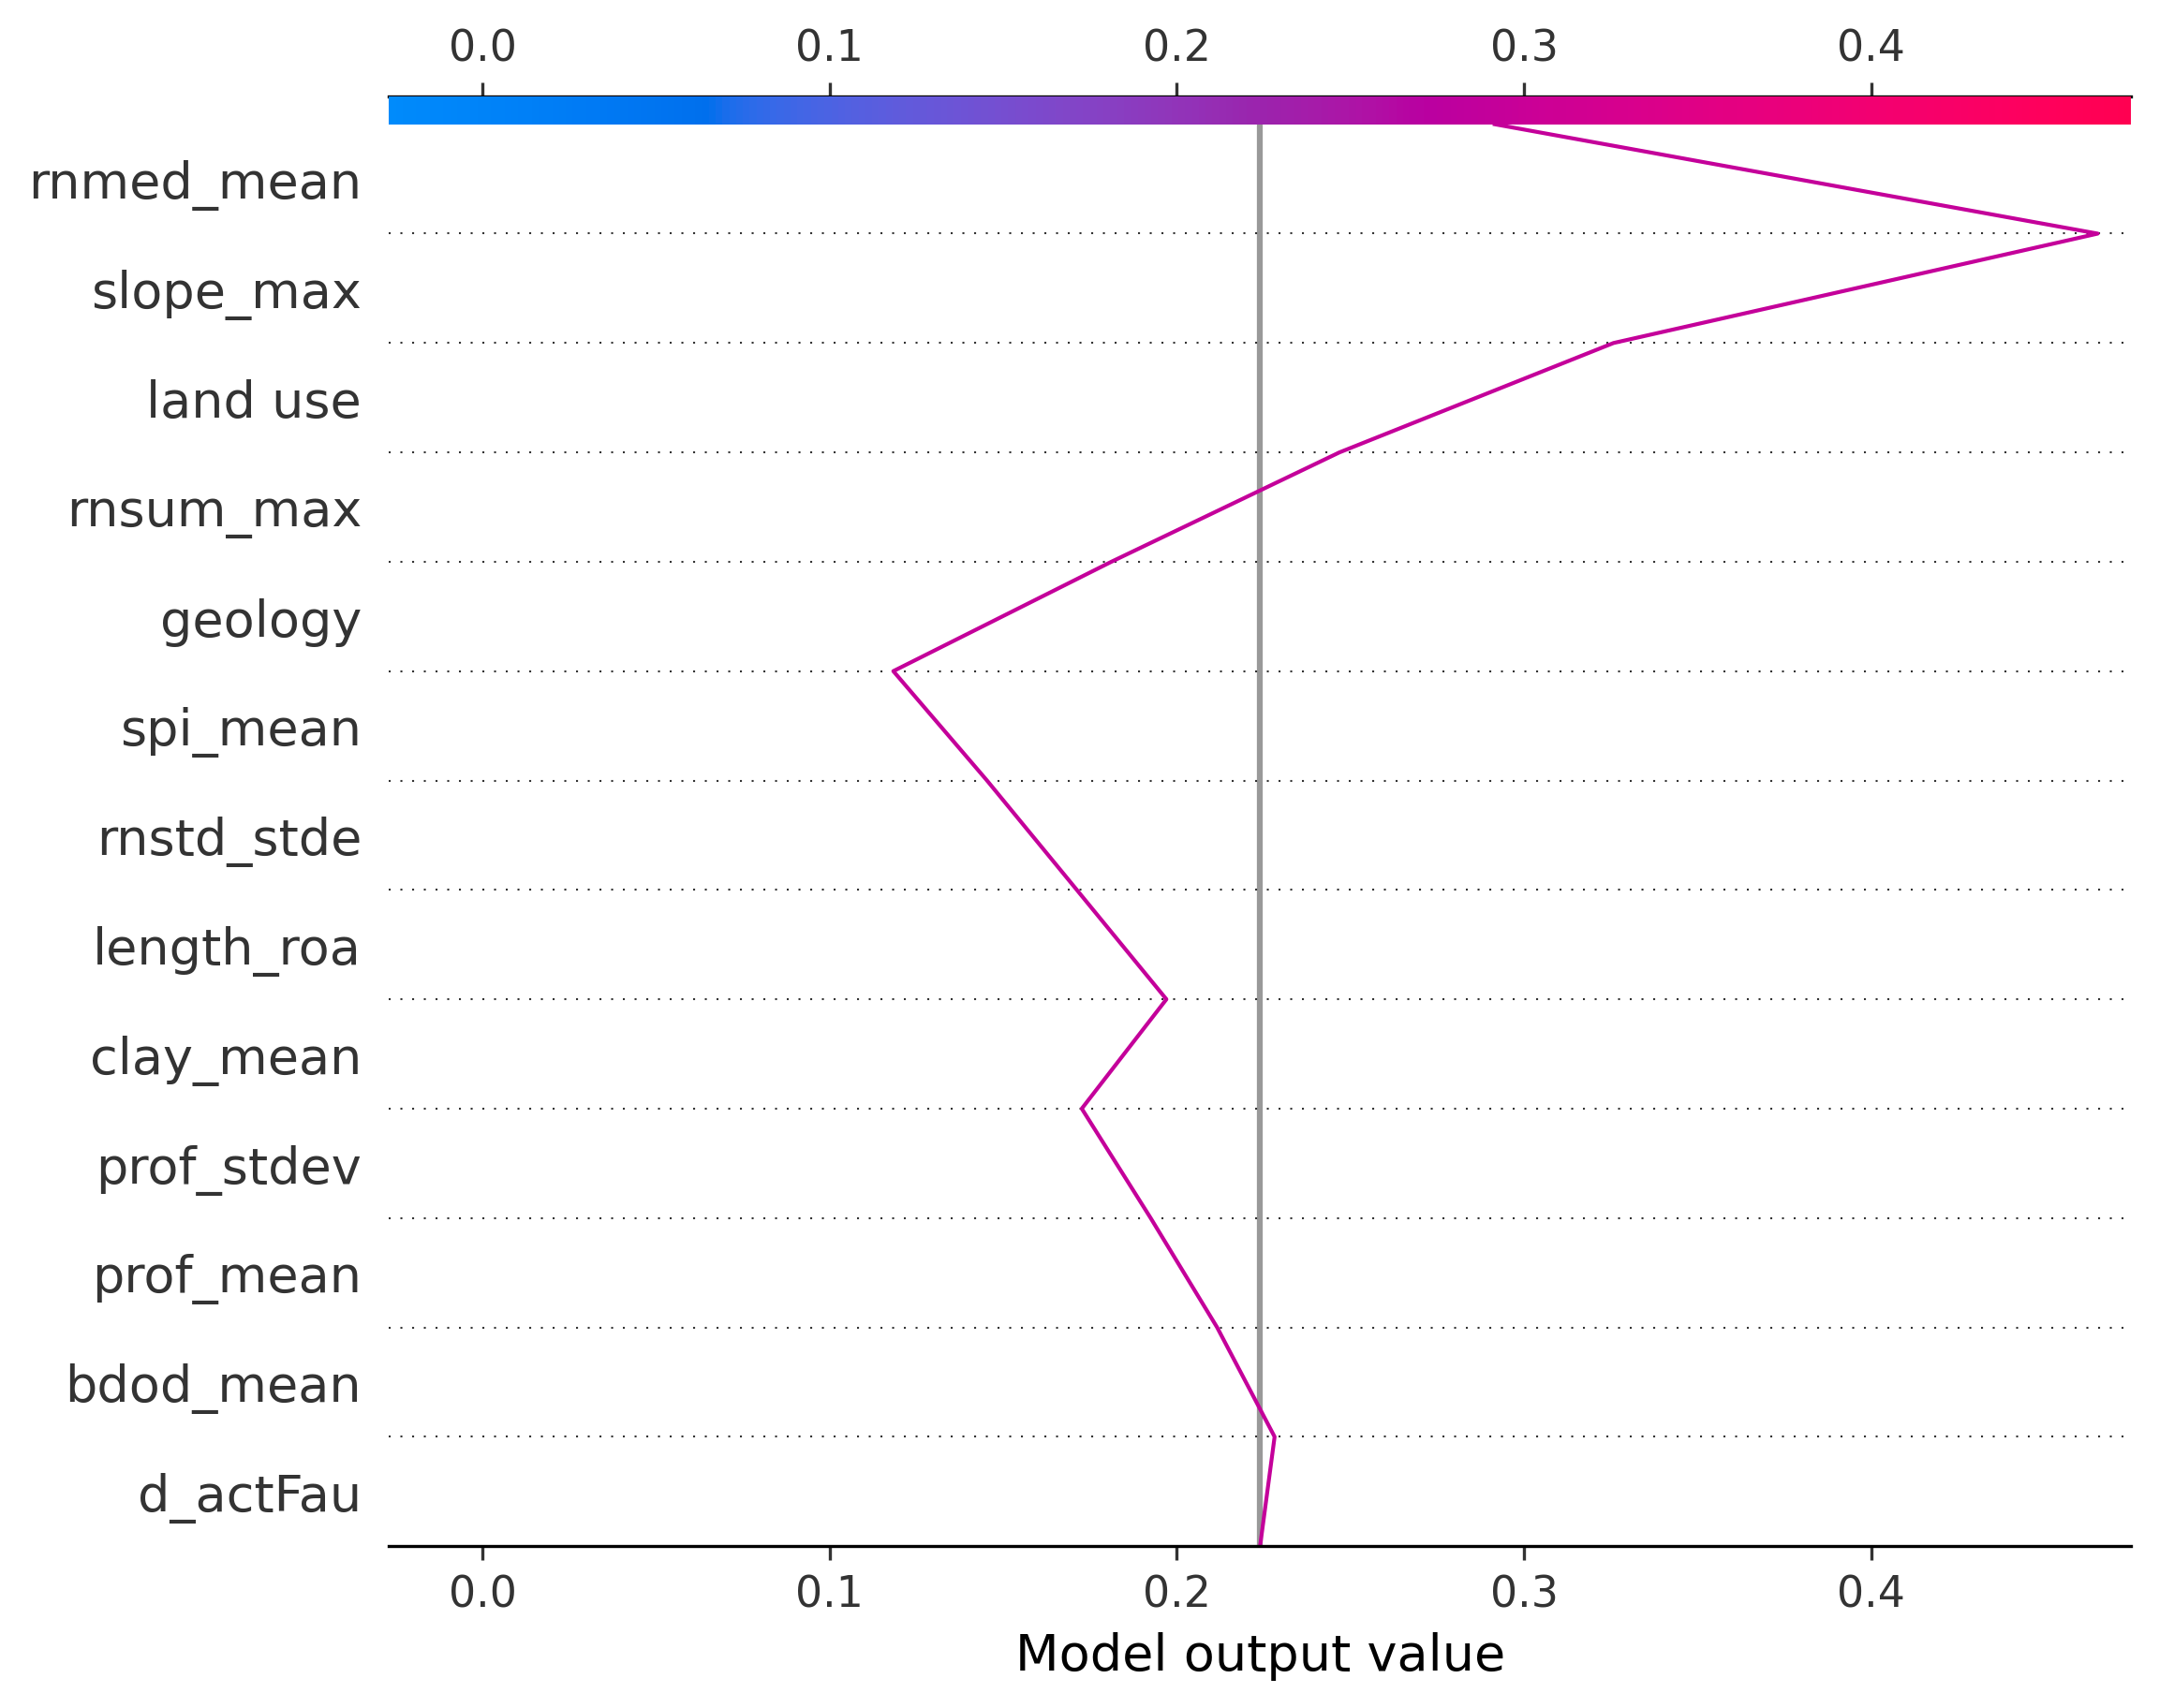 0.0 0.1 0.2 0.3 0.4
rnmed_mean
slope_max
land use
rnsum_max
geology
spi_mean
rnstd_stde
length_roa
clay_mean
prof_stdev
prof_mean
bdod_mean
d_actFau
0.0 0.1 0.2 0.3 0.4
Model output value